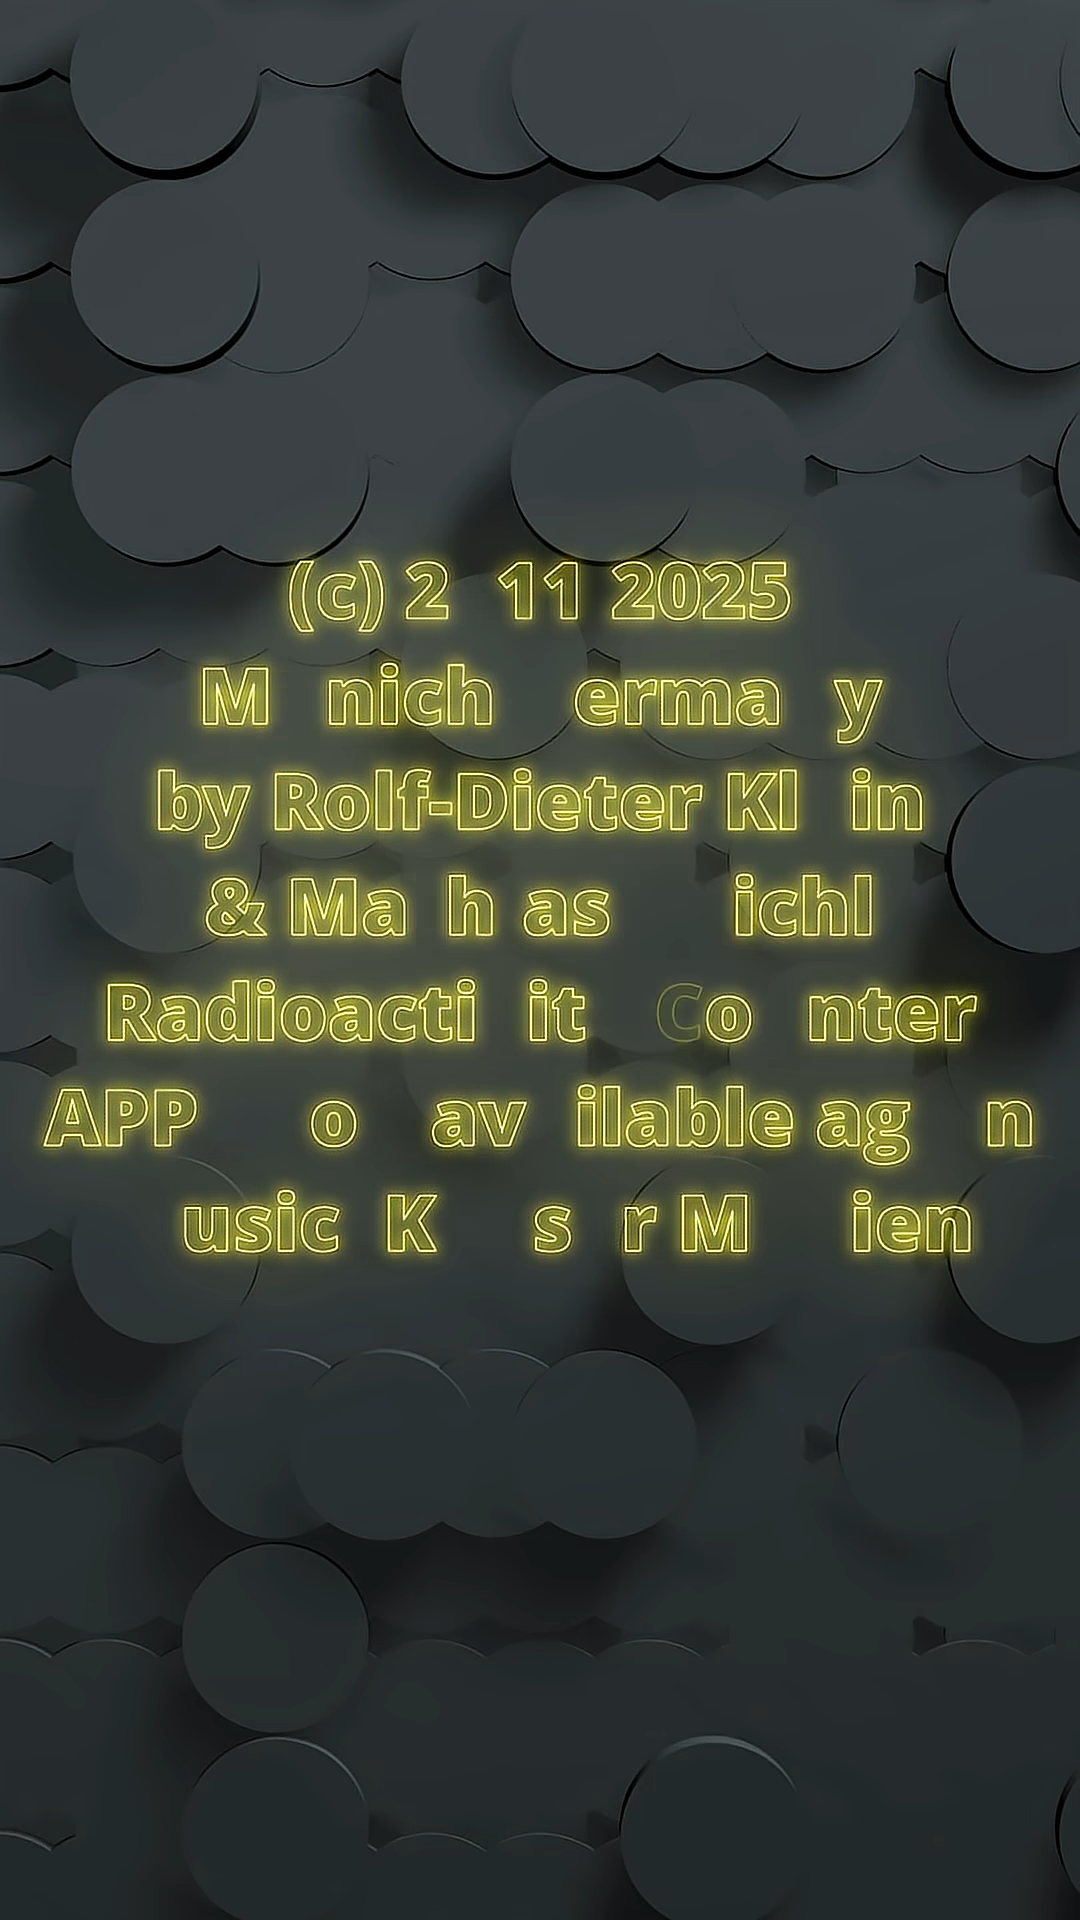 (c) 2 11 2025
M nich erma y
by Rolf-Dieter Kl in
& Ma h as ichl
Radioacti it Co nter
APP o av ilable ag n
usic K s r M ien